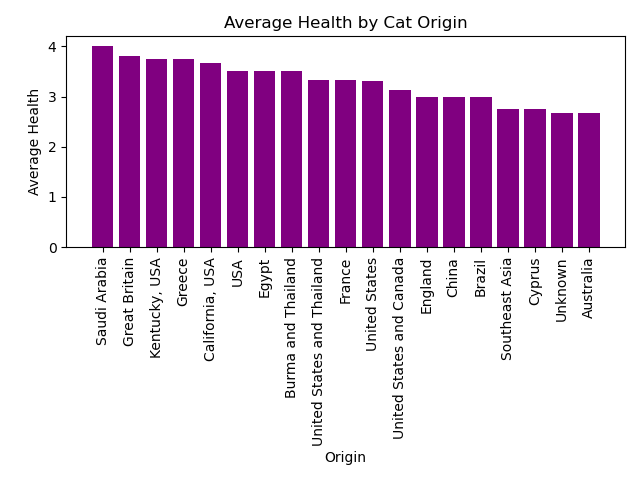 Average Health by Cat Origin
4
3
2
1
0
Average Health
Saudi Arabia
Great Britain
Kentucky, USA
Greece
California, USA
USA
Egypt
Burma and Thailand
United States and Thailand
France
United States
United States and Canada
England
China
Brazil
Southeast Asia
Cyprus
Unknown
Australia
Origin